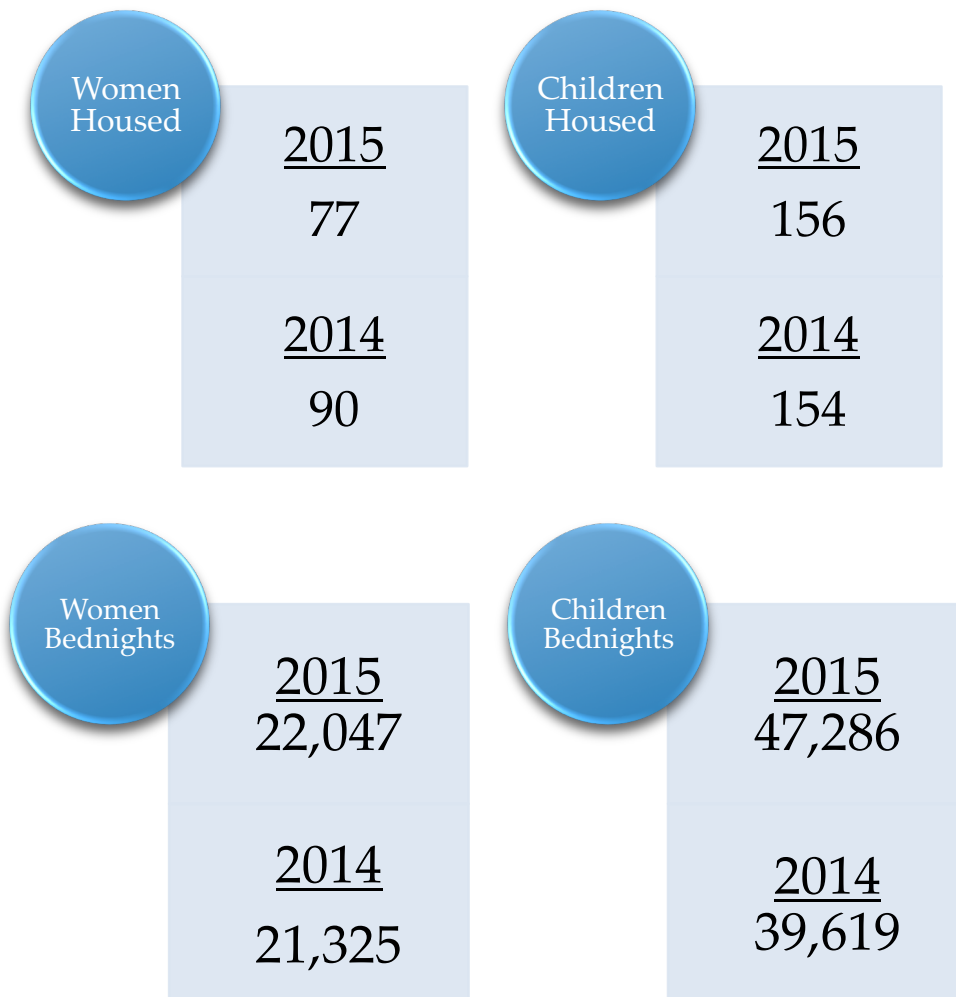 Women
Housed
2015
77
2014
90
Children
Housed
2015
156
2014
154
Women
Bednights
2015
22,047
2014
21,325
Children
Bednights
2015
47,286
2014
39,619